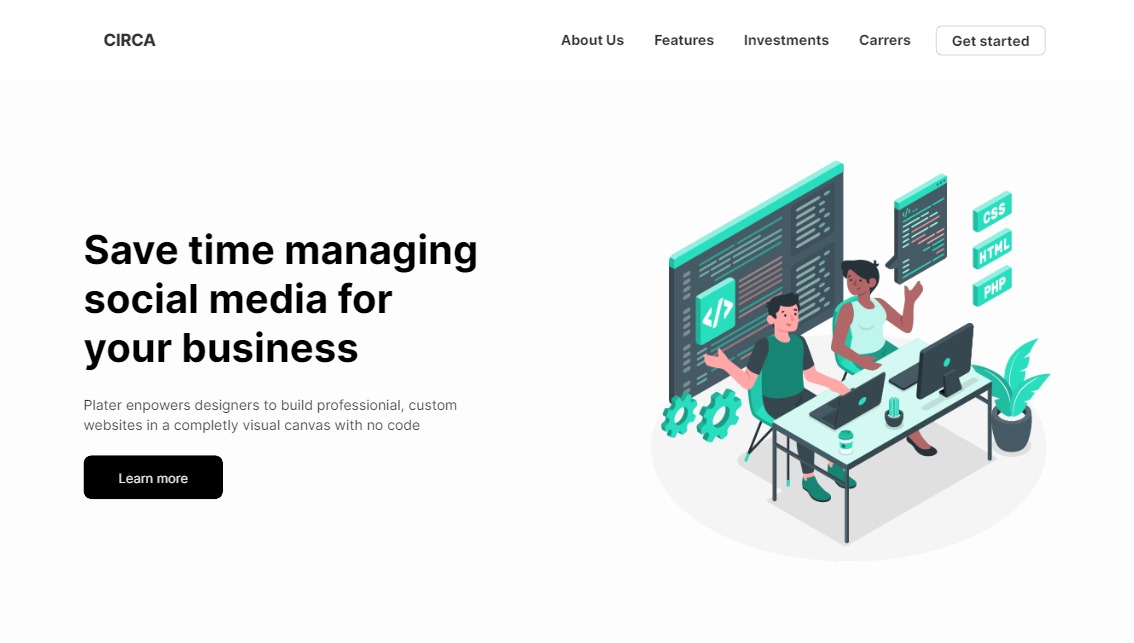 CIRCA
About Us
Features
Investments
Carrers
Get started
Save time managing
social media for
your business
Plater enpowers designers to build professionial, custom
websites in a completly visual canvas with no code
Learn more
</>
CSS
HTML
PHP
</>